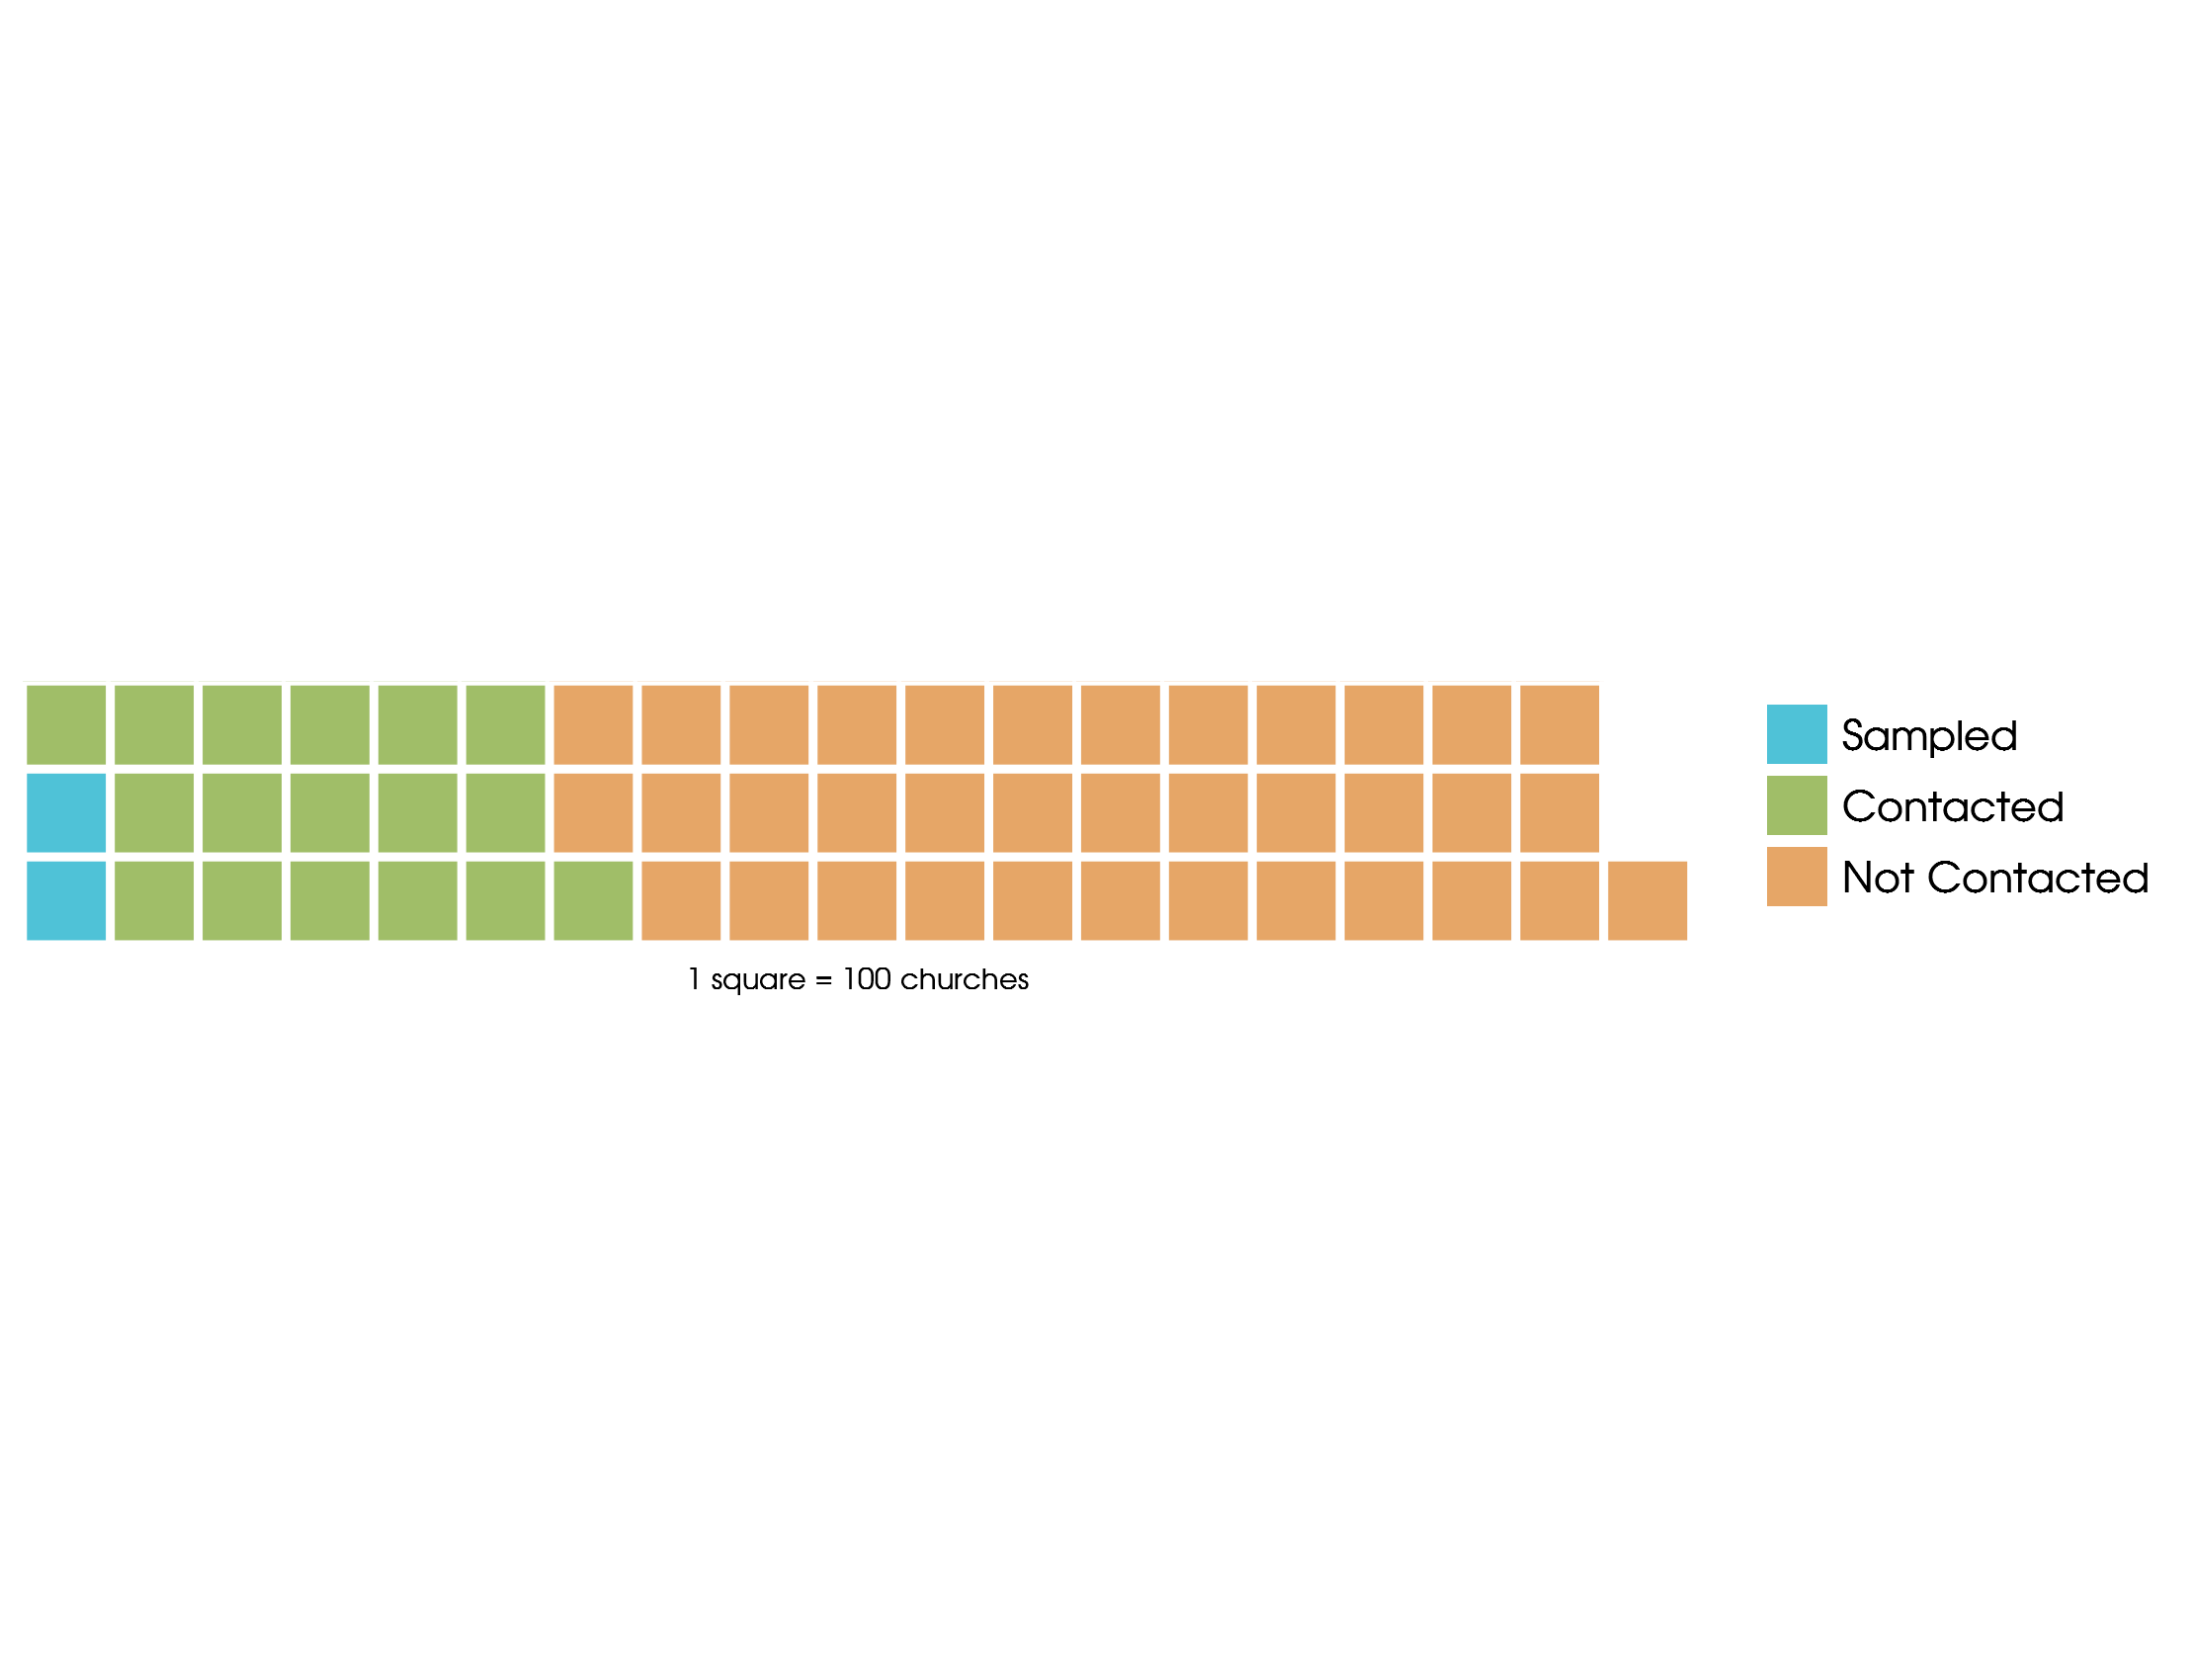 Sampled
Contacted
Not Contacted
1 square = 100 churches